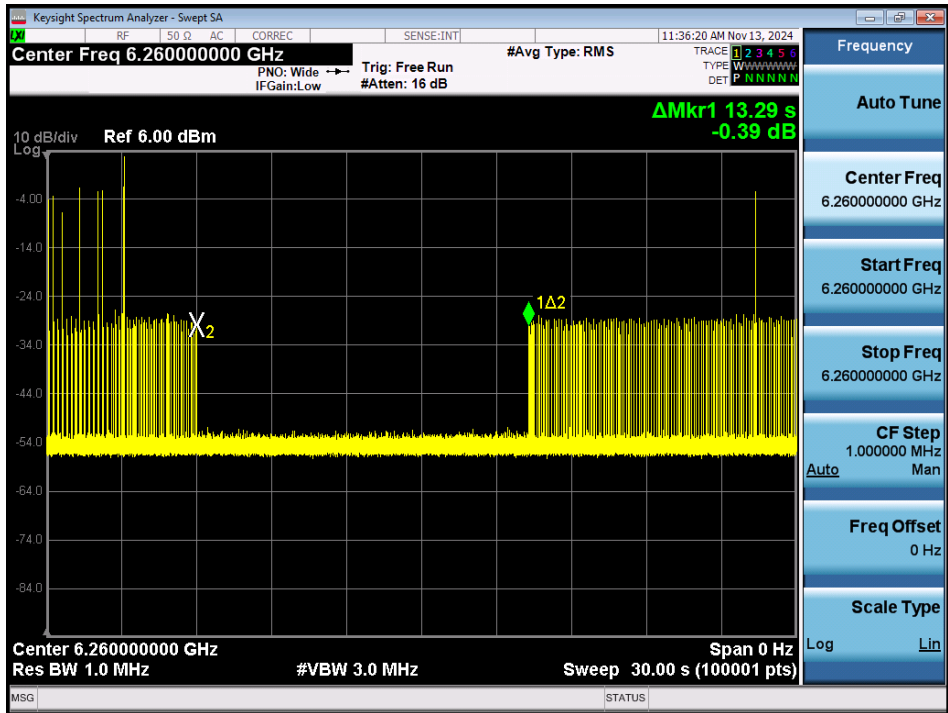 Keysight Spectrum Analyzer - Swept SA
LXI RF 50 Ω AC CORREC SENSE:INT 11:36:20 AM Nov 13, 2024
Center Freq 6.260000000 GHz
PNO: Wide
IFGain:Low
Trig: Free Run
#Atten: 16 dB
#Avg Type: RMS
TRACE 1 2 3 4 5 6
TYPE WWWWWW
DET P N N N N N
ΔMkr1 13.29 s
-0.39 dB
10 dB/div Ref 6.00 dBm
Log
-4.00
-14.0
-24.0
-34.0
-44.0
-54.0
-64.0
-74.0
-84.0
2
1Δ2
Center 6.260000000 GHz Span 0 Hz
Res BW 1.0 MHz #VBW 3.0 MHz Sweep 30.00 s (100001 pts)
MSG STATUS
Frequency
Auto Tune
Center Freq
6.260000000 GHz
Start Freq
6.260000000 GHz
Stop Freq
6.260000000 GHz
CF Step
1.000000 MHz
Auto Man
Freq Offset
0 Hz
Scale Type
Log Lin